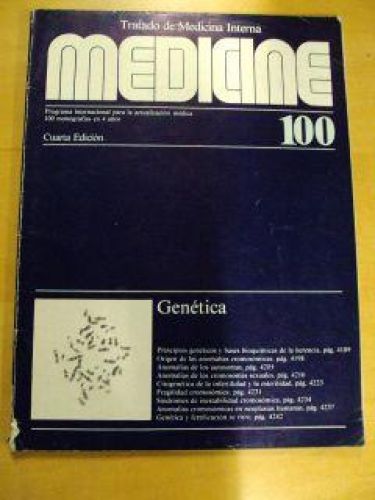 Tratado de Medicina Interna
MEDICINE
Programa internacional para la actualización médica
100 monografías en 4 años
100
Cuarta Edición
Genética
Principios genéticos y bases bioquímicas de la herencia, pág. 4189
Origen de las anomalías cromosómicas, pág. 4198
Anomalías de los autosomas, pág. 4205
Anomalías de los cromosomas sexuales, pág. 4216
Citogenética de la infertilidad y la esterilidad, pág. 4223
Fragilidad cromosómica, pág. 4231
Síndromes de inestabilidad cromosómica, pág. 4234
Anomalías cromosómicas en neoplasias humanas, pág. 4237
Genética y fertilización in vitro, pág. 4242